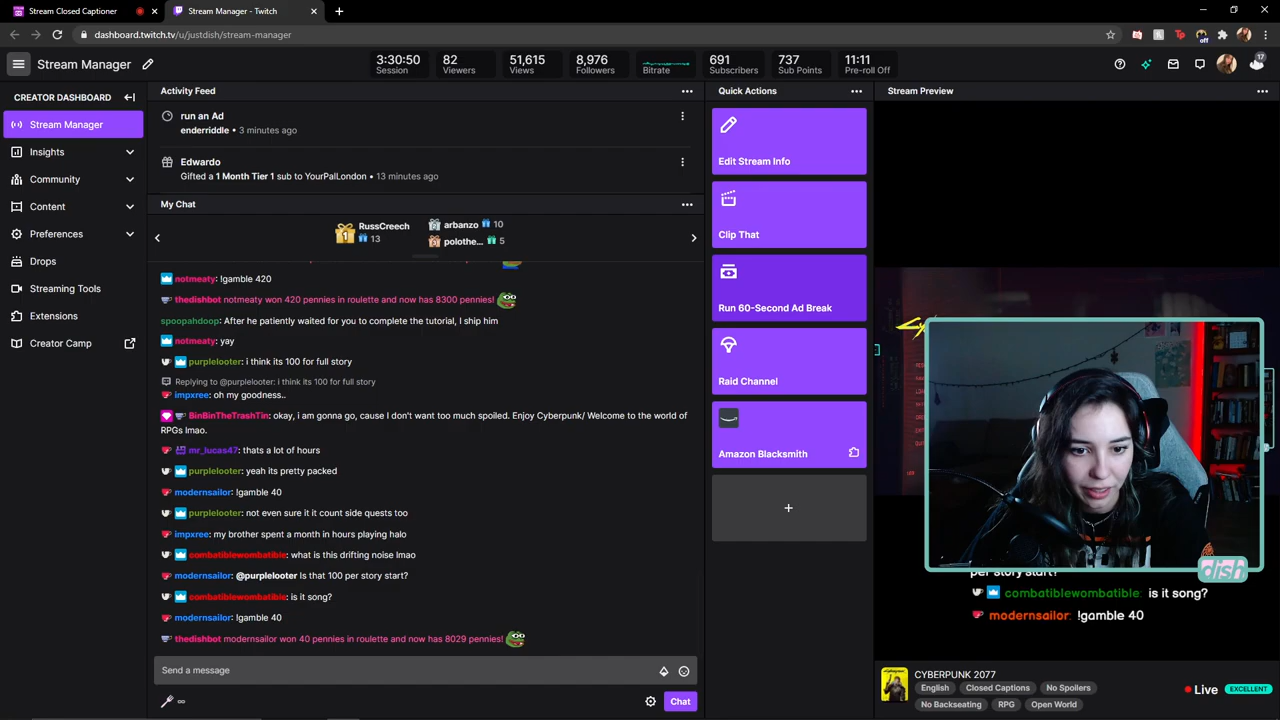 Stream Closed Captioner
Stream Manager - Twitch
dashboard.twitch.tv/u/justdish/stream-manager
Stream Manager
3:30:50
Session
82
Viewers
51,515
Views
8,976
Followers
Bitrate
691
Subscribers
737
Sub Points
11:11
Pre-roll Off
17
CREATOR DASHBOARD
Stream Manager
Insights
Community
Content
Preferences
Drops
Streaming Tools
Extensions
Creator Camp
Activity Feed
run an Ad
enderriddle • 3 minutes ago
Edwardo
Gifted a 1 Month Tier 1 sub to YourPalLondon • 13 minutes ago
My Chat
RussCreech
13
arbanzo 10
polothe... 5
notmeaty: !gamble 420
thedishbot notmeaty won 420 pennies in roulette and now has 8300 pennies!
spoopahdoop: After he patiently waited for you to complete the tutorial, I ship him
notmeaty: yay
purplelooter: i think its 100 for full story
Replying to @purplelooter: i think its 100 for full story
impxree: oh my goodness..
BinBinTheTrashTin: okay, i am gonna go, cause I don't want too much spoiled. Enjoy Cyberpunk/ Welcome to the world of
RPGs lmao.
mr_lucas47: thats a lot of hours
purplelooter: yeah its pretty packed
modernsailor: !gamble 40
purplelooter: not even sure it it count side quests too
impxree: my brother spent a month in hours playing halo
combatiblewombatible: what is this drifting noise lmao
modernsailor: @purplelooter Is that 100 per story start?
combatiblewombatible: is it song?
modernsailor: !gamble 40
thedishbot modernsailor won 40 pennies in roulette and now has 8029 pennies!
Send a message
∞
Chat
Quick Actions
Edit Stream Info
Clip That
Run 60-Second Ad Break
Raid Channel
Amazon Blacksmith
Stream Preview
dish
per story start?
combatiblewombatible: is it song?
modernsailor: !gamble 40
CYBERPUNK 2077
English
Closed Captions
No Spoilers
No Backseating
RPG
Open World
Live
EXCELLENT